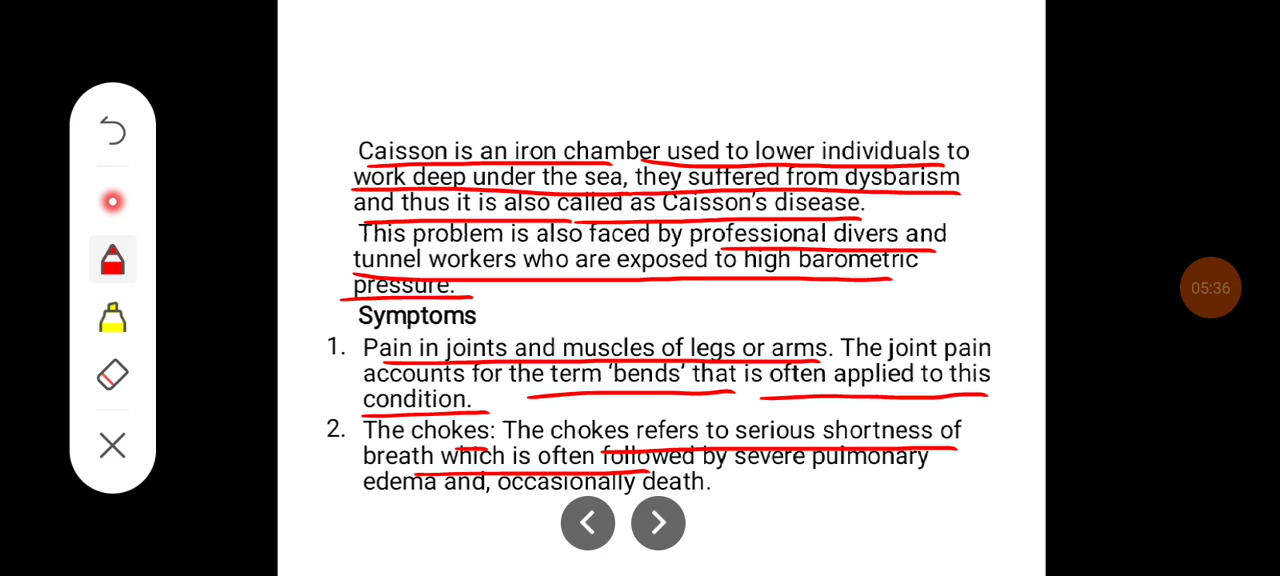 Caisson is an iron chamber used to lower individuals to
work deep under the sea, they suffered from dysbarism
and thus it is also called as Caisson's disease.
This problem is also faced by professional divers and
tunnel workers who are exposed to high barometric
pressure.
Symptoms
1. Pain in joints and muscles of legs or arms. The joint pain
accounts for the term ‘bends’ that is often applied to this
condition.
2. The chokes: The chokes refers to serious shortness of
breath which is often followed by severe pulmonary
edema and, occasionally death.
05:36